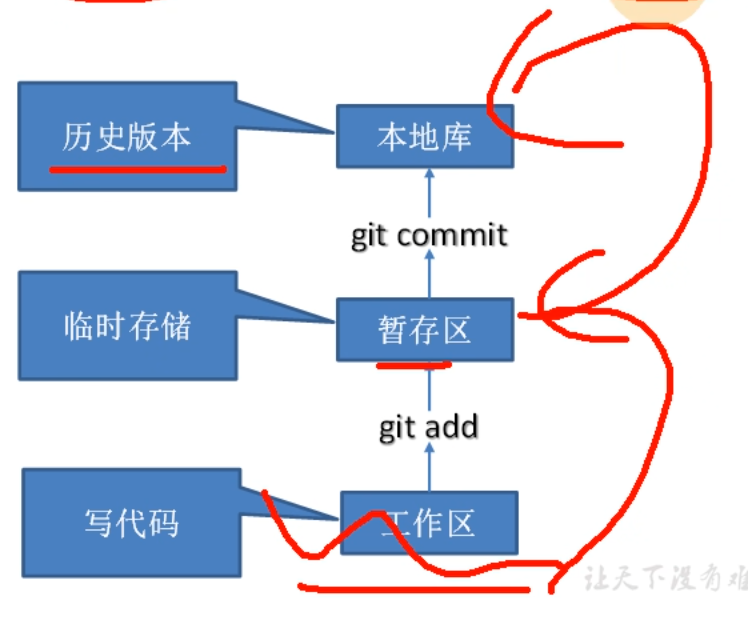 历史版本
本地库
git commit
临时存储
暂存区
git add
写代码
工作区
让天下没有难